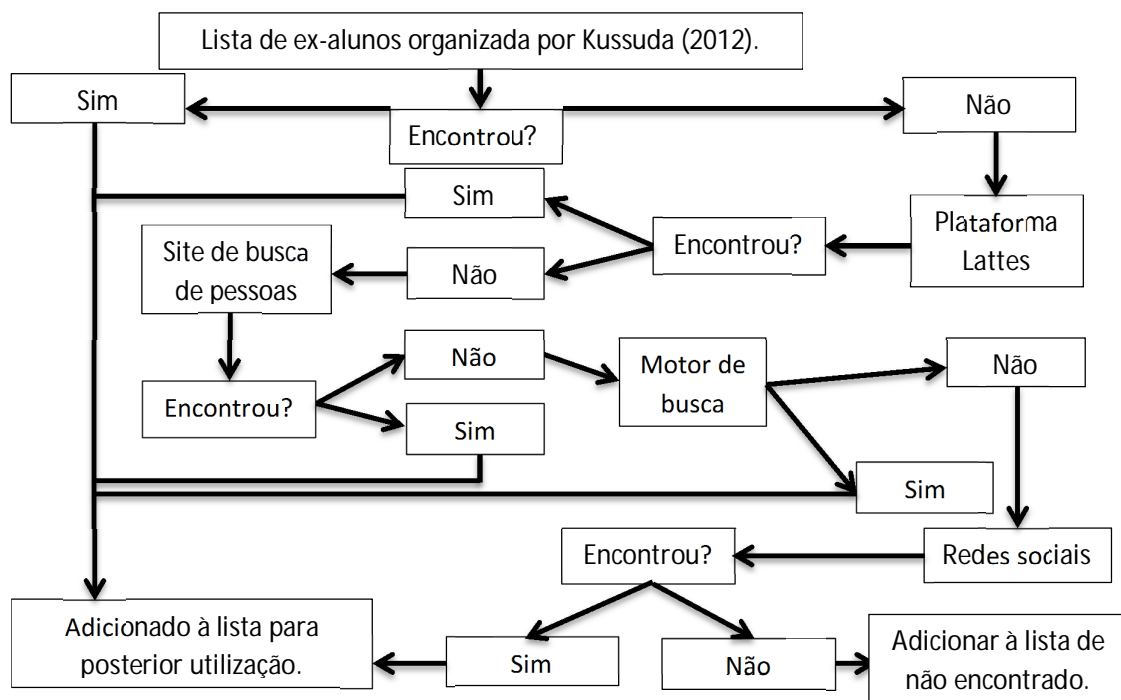 Lista de ex-alunos organizada por Kussuda (2012).
Sim
Não
Encontrou?
Sim
Plataforma
Lattes
Encontrou?
Não
Site de busca
de pessoas
Encontrou?
Não
Sim
Motor de
busca
Não
Sim
Redes sociais
Encontrou?
Sim
Não
Adicionado à lista para
posterior utilização.
Adicionar à lista de
não encontrado.